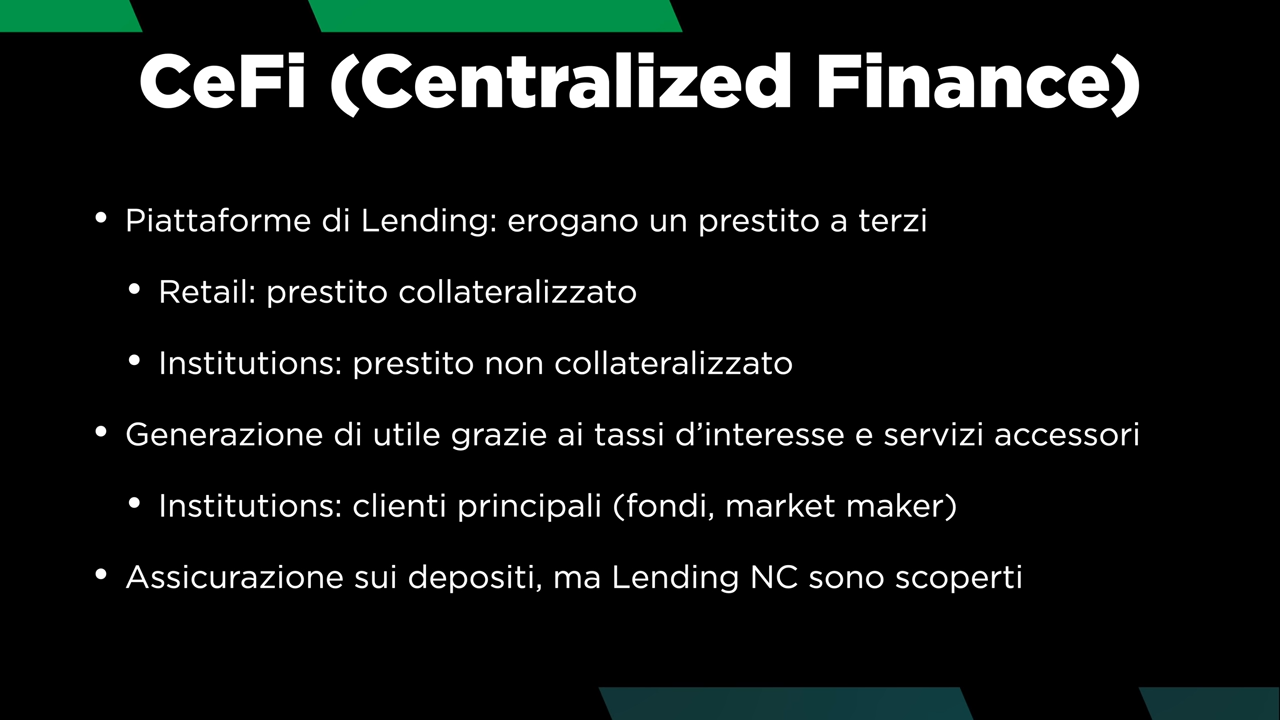 CeFi (Centralized Finance)
• Piattaforme di Lending: erogano un prestito a terzi
• Retail: prestito collateralizzato
• Institutions: prestito non collateralizzato
• Generazione di utile grazie ai tassi d’interesse e servizi accessori
• Institutions: clienti principali (fondi, market maker)
• Assicurazione sui depositi, ma Lending NC sono scoperti